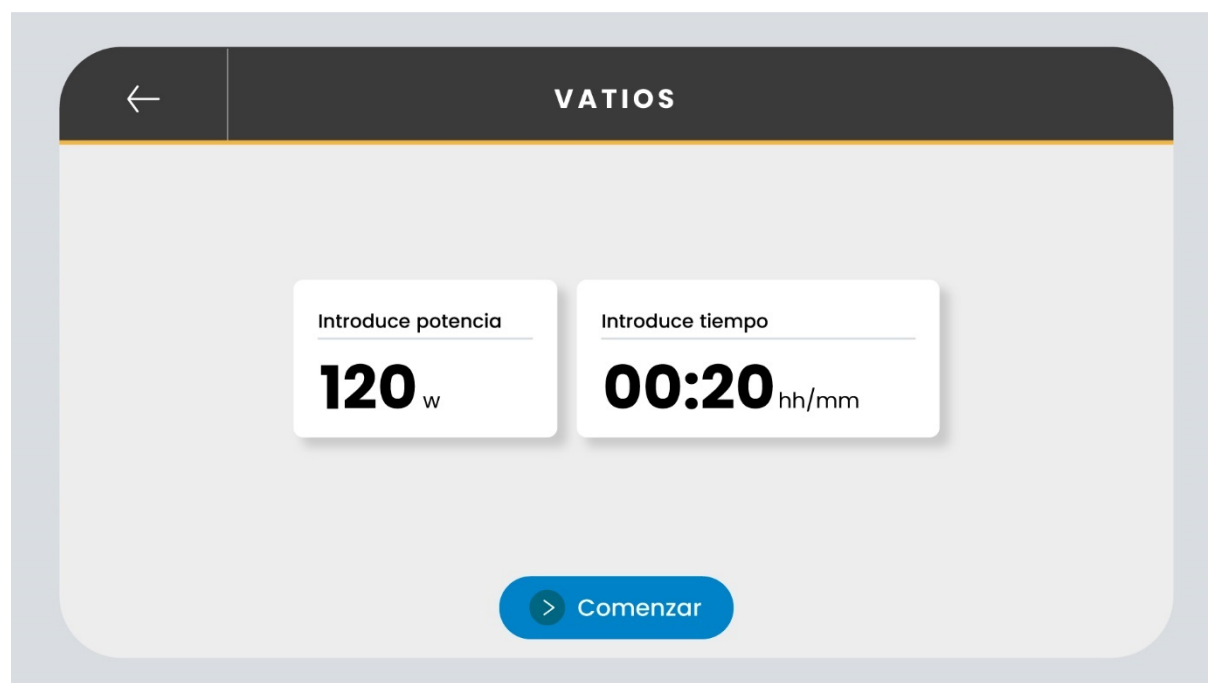 VATIOS
Introduce potencia
120 w
Introduce tiempo
00:20 hh/mm
Comenzar